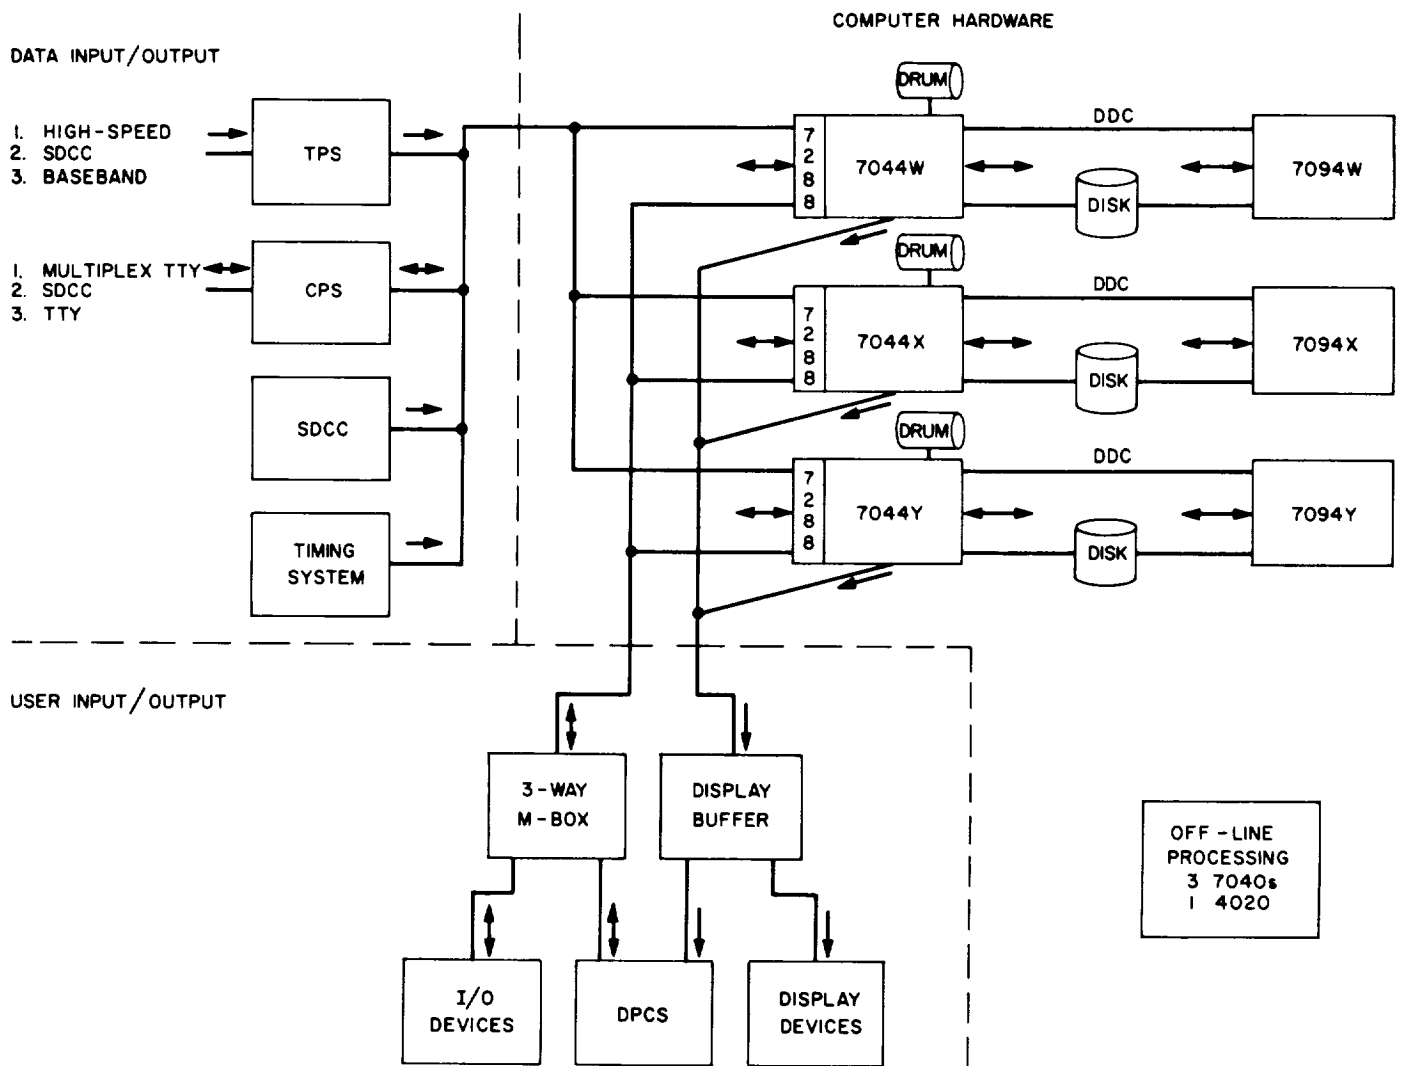 COMPUTER HARDWARE
DATA INPUT/OUTPUT
1. HIGH-SPEED
2. SDCC
3. BASEBAND
TPS
1. MULTIPLEX TTY
2. SDCC
3. TTY
CPS
SDCC
TIMING
SYSTEM
DRUM
7288
7044W
DDC
DISK
7094W
DRUM
7288
7044X
DDC
DISK
7094X
DRUM
7288
7044Y
DDC
DISK
7094Y
USER INPUT/OUTPUT
3-WAY
M-BOX
DISPLAY
BUFFER
I/O
DEVICES
DPCS
DISPLAY
DEVICES
OFF-LINE
PROCESSING
3 7040s
1 4020